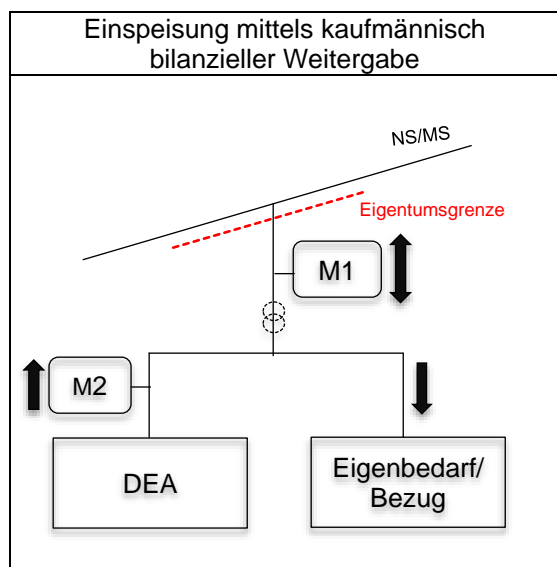 Einspeisung mittels kaufmännisch
bilanzieller Weitergabe
NS/MS
Eigentumsgrenze
M1
M2
DEA
Eigenbedarf/
Bezug